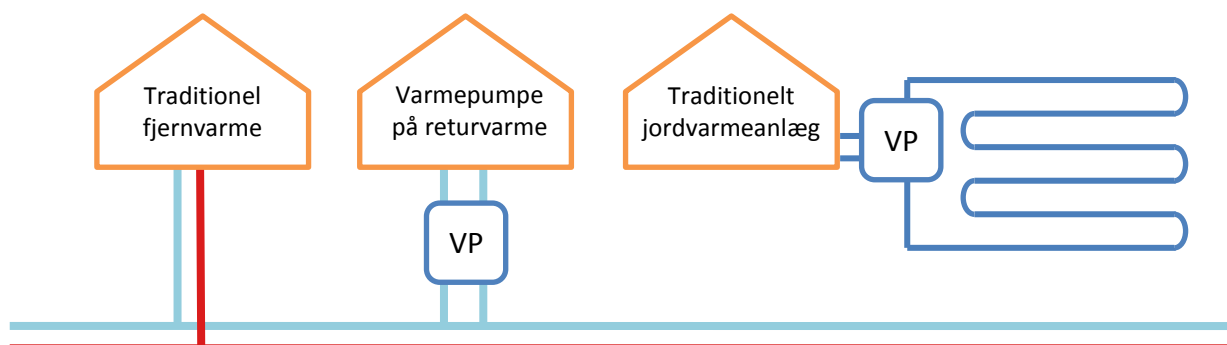 Traditionel
fjernvarme
Varmepumpe
på returvarme
Traditionelt
jordvarmeanlæg
VP
VP